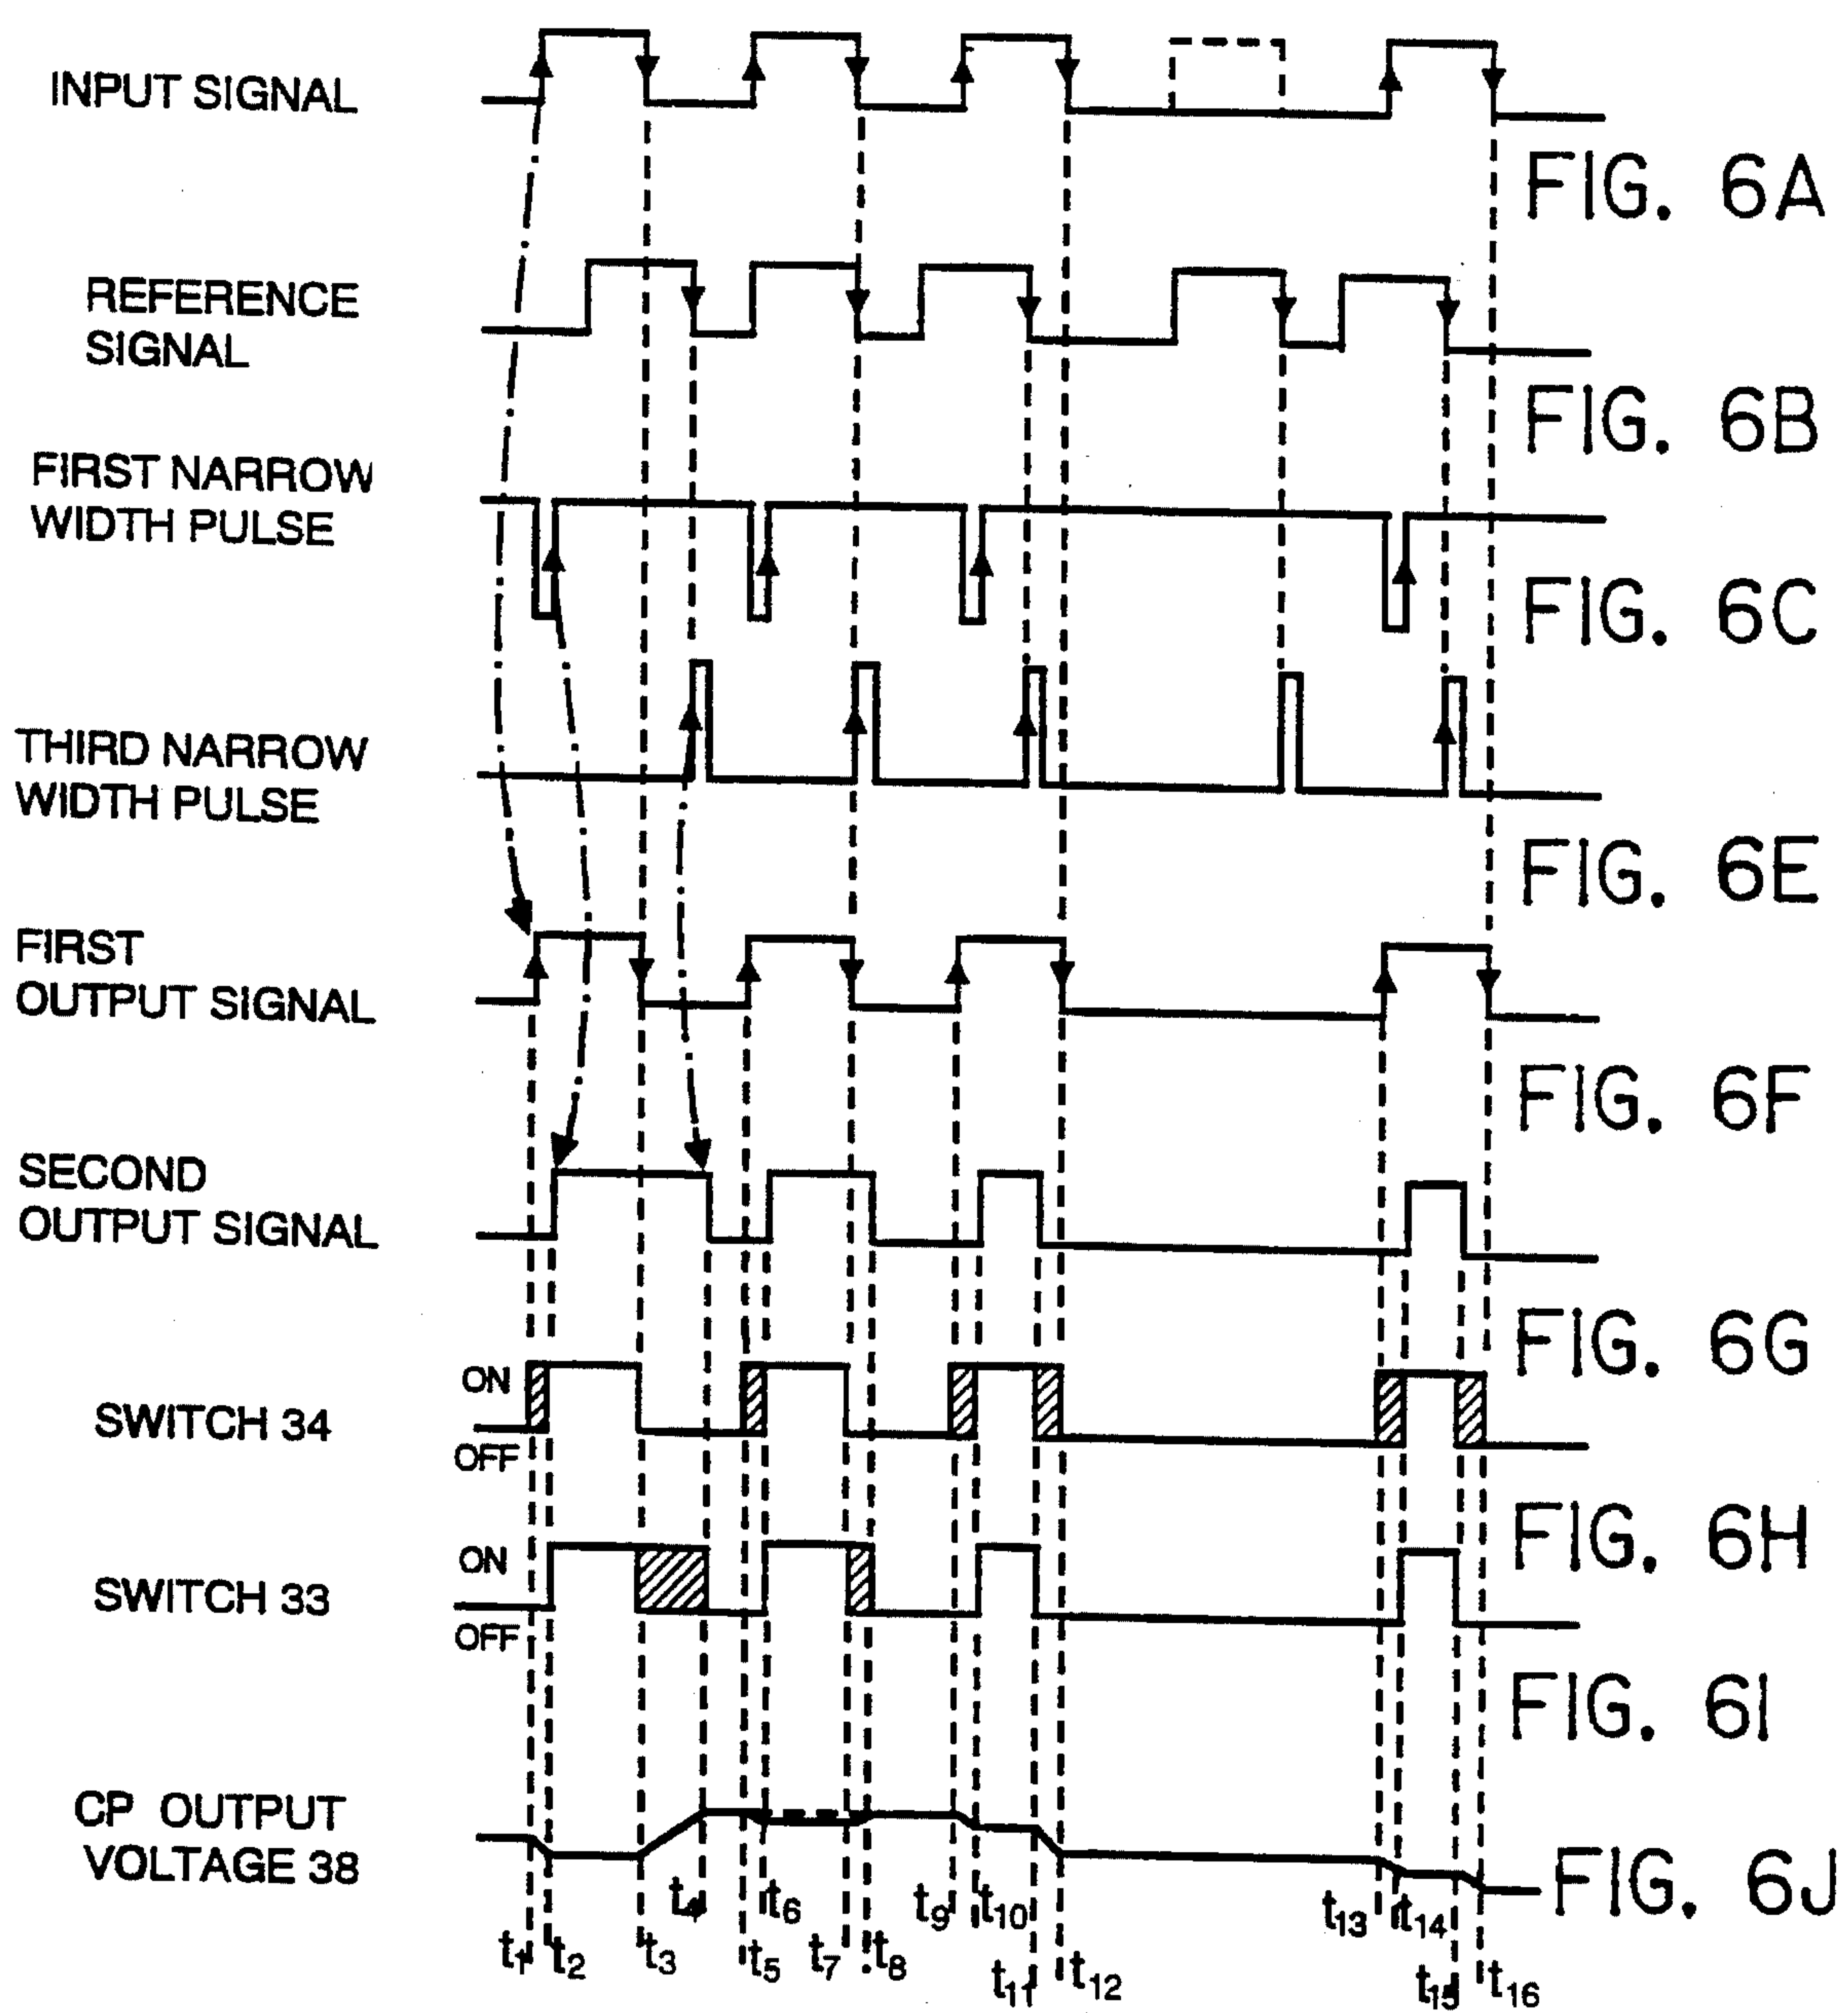 INPUT SIGNAL
FIG. 6A
REFERENCE
SIGNAL
FIG. 6B
FIRST NARROW
WIDTH PULSE
FIG. 6C
THIRD NARROW
WIDTH PULSE
FIG. 6E
FIRST
OUTPUT SIGNAL
FIG. 6F
SECOND
OUTPUT SIGNAL
FIG. 6G
ON
SWITCH 34
OFF
FIG. 6H
ON
SWITCH 33
OFF
FIG. 6I
CP OUTPUT
VOLTAGE 38
FIG. 6J
t4 t6 t9 t10 t13 t14
t1 t2 t3 t5 t7 t8 t11 t12 t15 t16